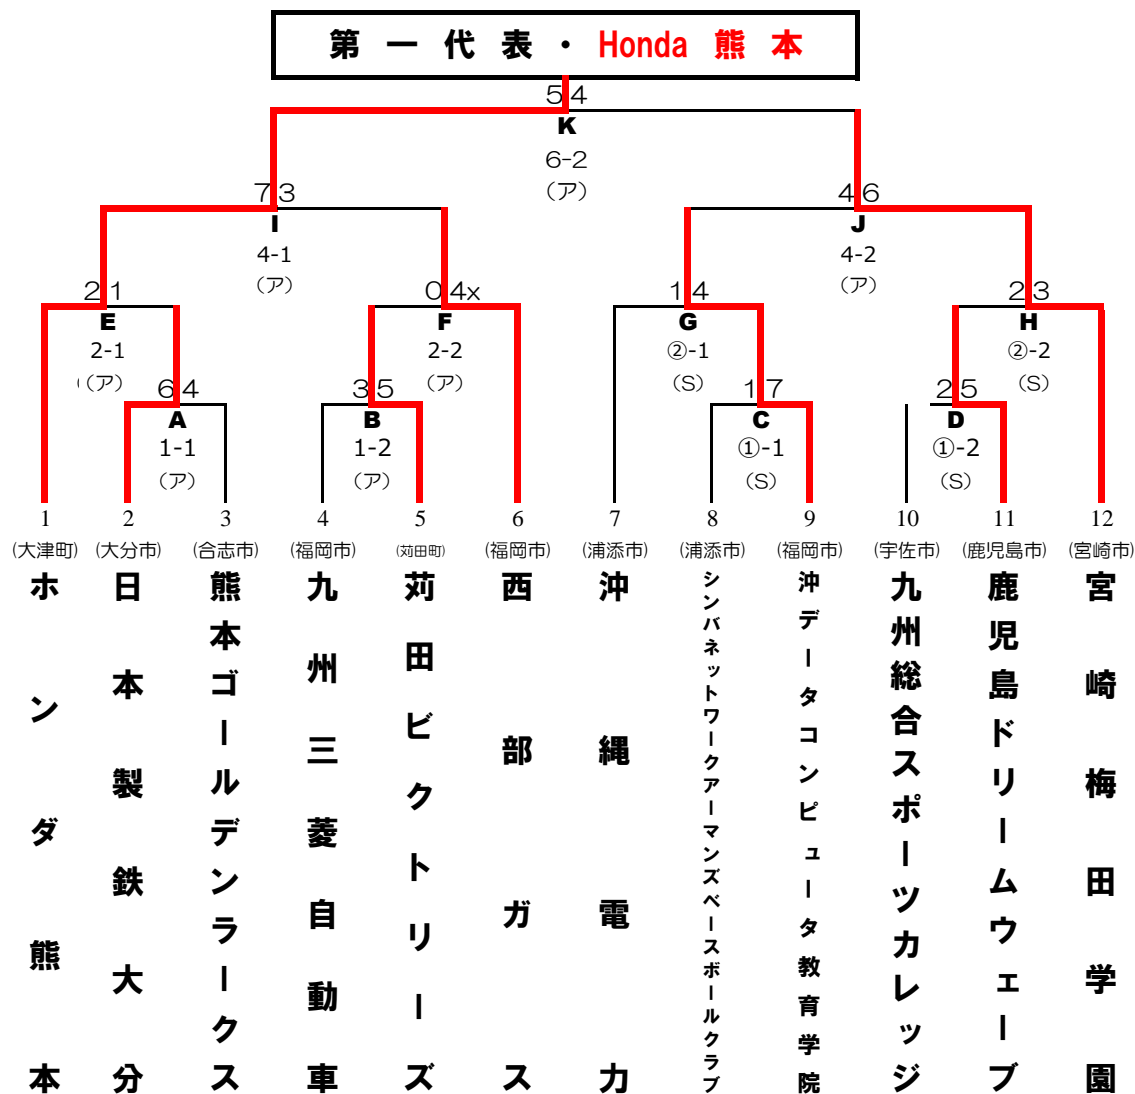 第一代表・Honda 熊本
5 4
K
6-2
(ア)
7 3
I
4-1
(ア)
4 6
J
4-2
(ア)
2 1
E
2-1
(ア)
0 4x
F
2-2
(ア)
1 4
G
②-1
(S)
2 3
H
②-2
(S)
6 4
A
1-1
(ア)
3 5
B
1-2
(ア)
1 7
C
①-1
(S)
2 5
D
①-2
(S)
1 2 3 4 5 6 7 8 9 10 11 12
(大津町) (大分市) (合志市) (福岡市) (苅田町) (福岡市) (浦添市) (浦添市) (福岡市) (宇佐市) (鹿児島市) (宮崎市)
ホンダ熊本
日本製鉄大分
熊本ゴールデンラークス
九州三菱自動車
苅田ビクトリーズ
西部ガス
沖縄電力
シンバネットワークアーマンズベースボールクラブ
沖データコンピュータ教育学院
九州総合スポーツカレッジ
鹿児島ドリームウェーブ
宮崎梅田学園